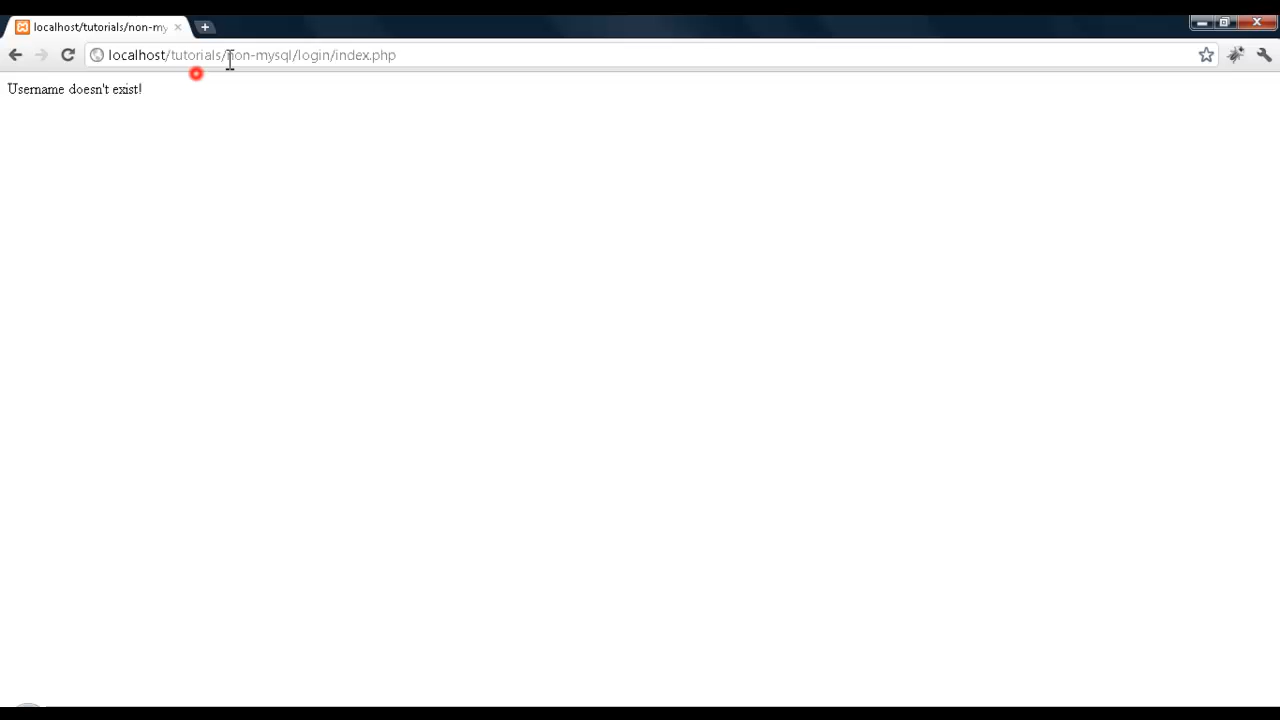 localhost/tutorials/non-my
localhost/tutorials/non-mysql/login/index.php
Username doesn't exist!